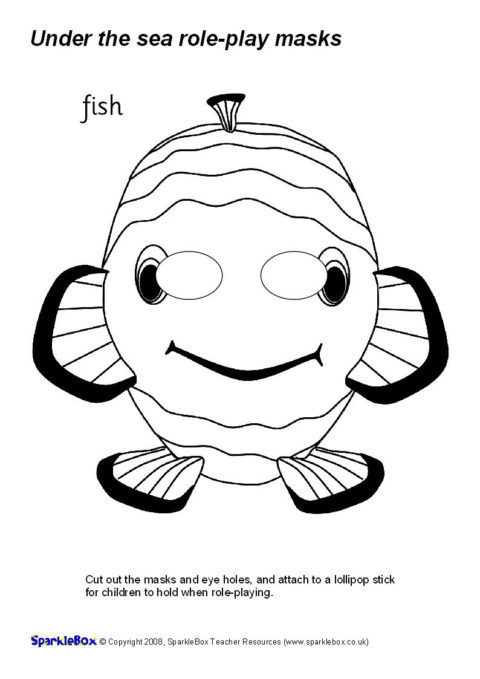 Under the sea role-play masks
fish
Cut out the masks and eye holes, and attach to a lollipop stick
for children to hold when role-playing.
SparkleBox © Copyright 2008, SparkleBox Teacher Resources (www.sparklebox.co.uk)